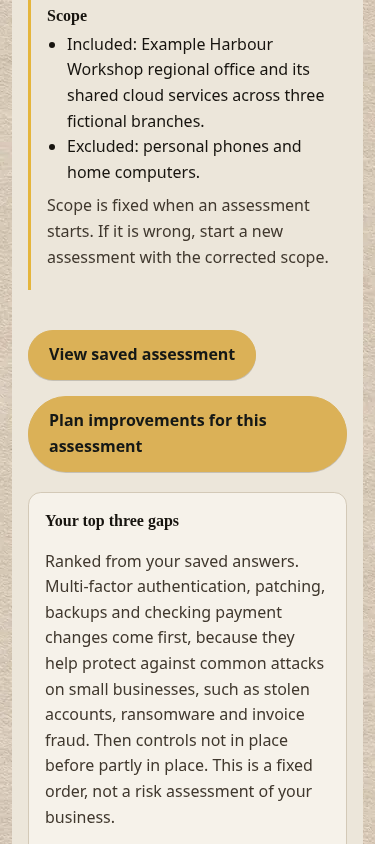 Scope
• Included: Example Harbour
Workshop regional office and its
shared cloud services across three
fictional branches.
• Excluded: personal phones and
home computers.
Scope is fixed when an assessment
starts. If it is wrong, start a new
assessment with the corrected scope.
View saved assessment
Plan improvements for this
assessment
Your top three gaps
Ranked from your saved answers.
Multi-factor authentication, patching,
backups and checking payment
changes come first, because they
help protect against common attacks
on small businesses, such as stolen
accounts, ransomware and invoice
fraud. Then controls not in place
before partly in place. This is a fixed
order, not a risk assessment of your
business.